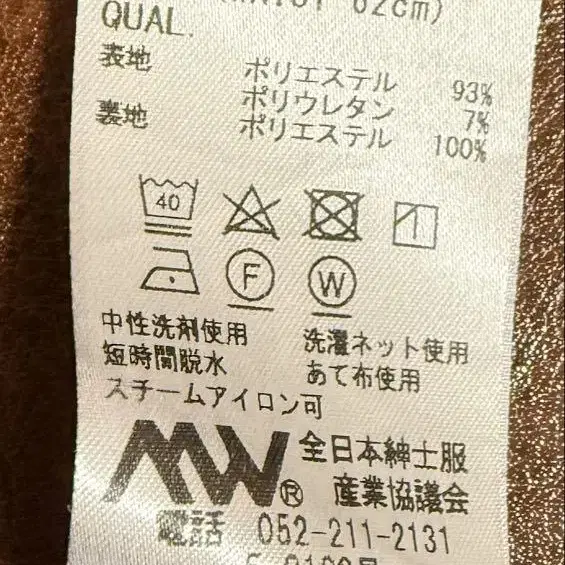 QUAL.
表地 ポリエステル 93%
ポリウレタン 7%
裏地 ポリエステル 100%
40
F W
中性洗剤使用 洗濯ネット使用
短時間脱水 あて布使用
スチームアイロン可
MW® 全日本紳士服
産業協議会
電話 052-211-2131